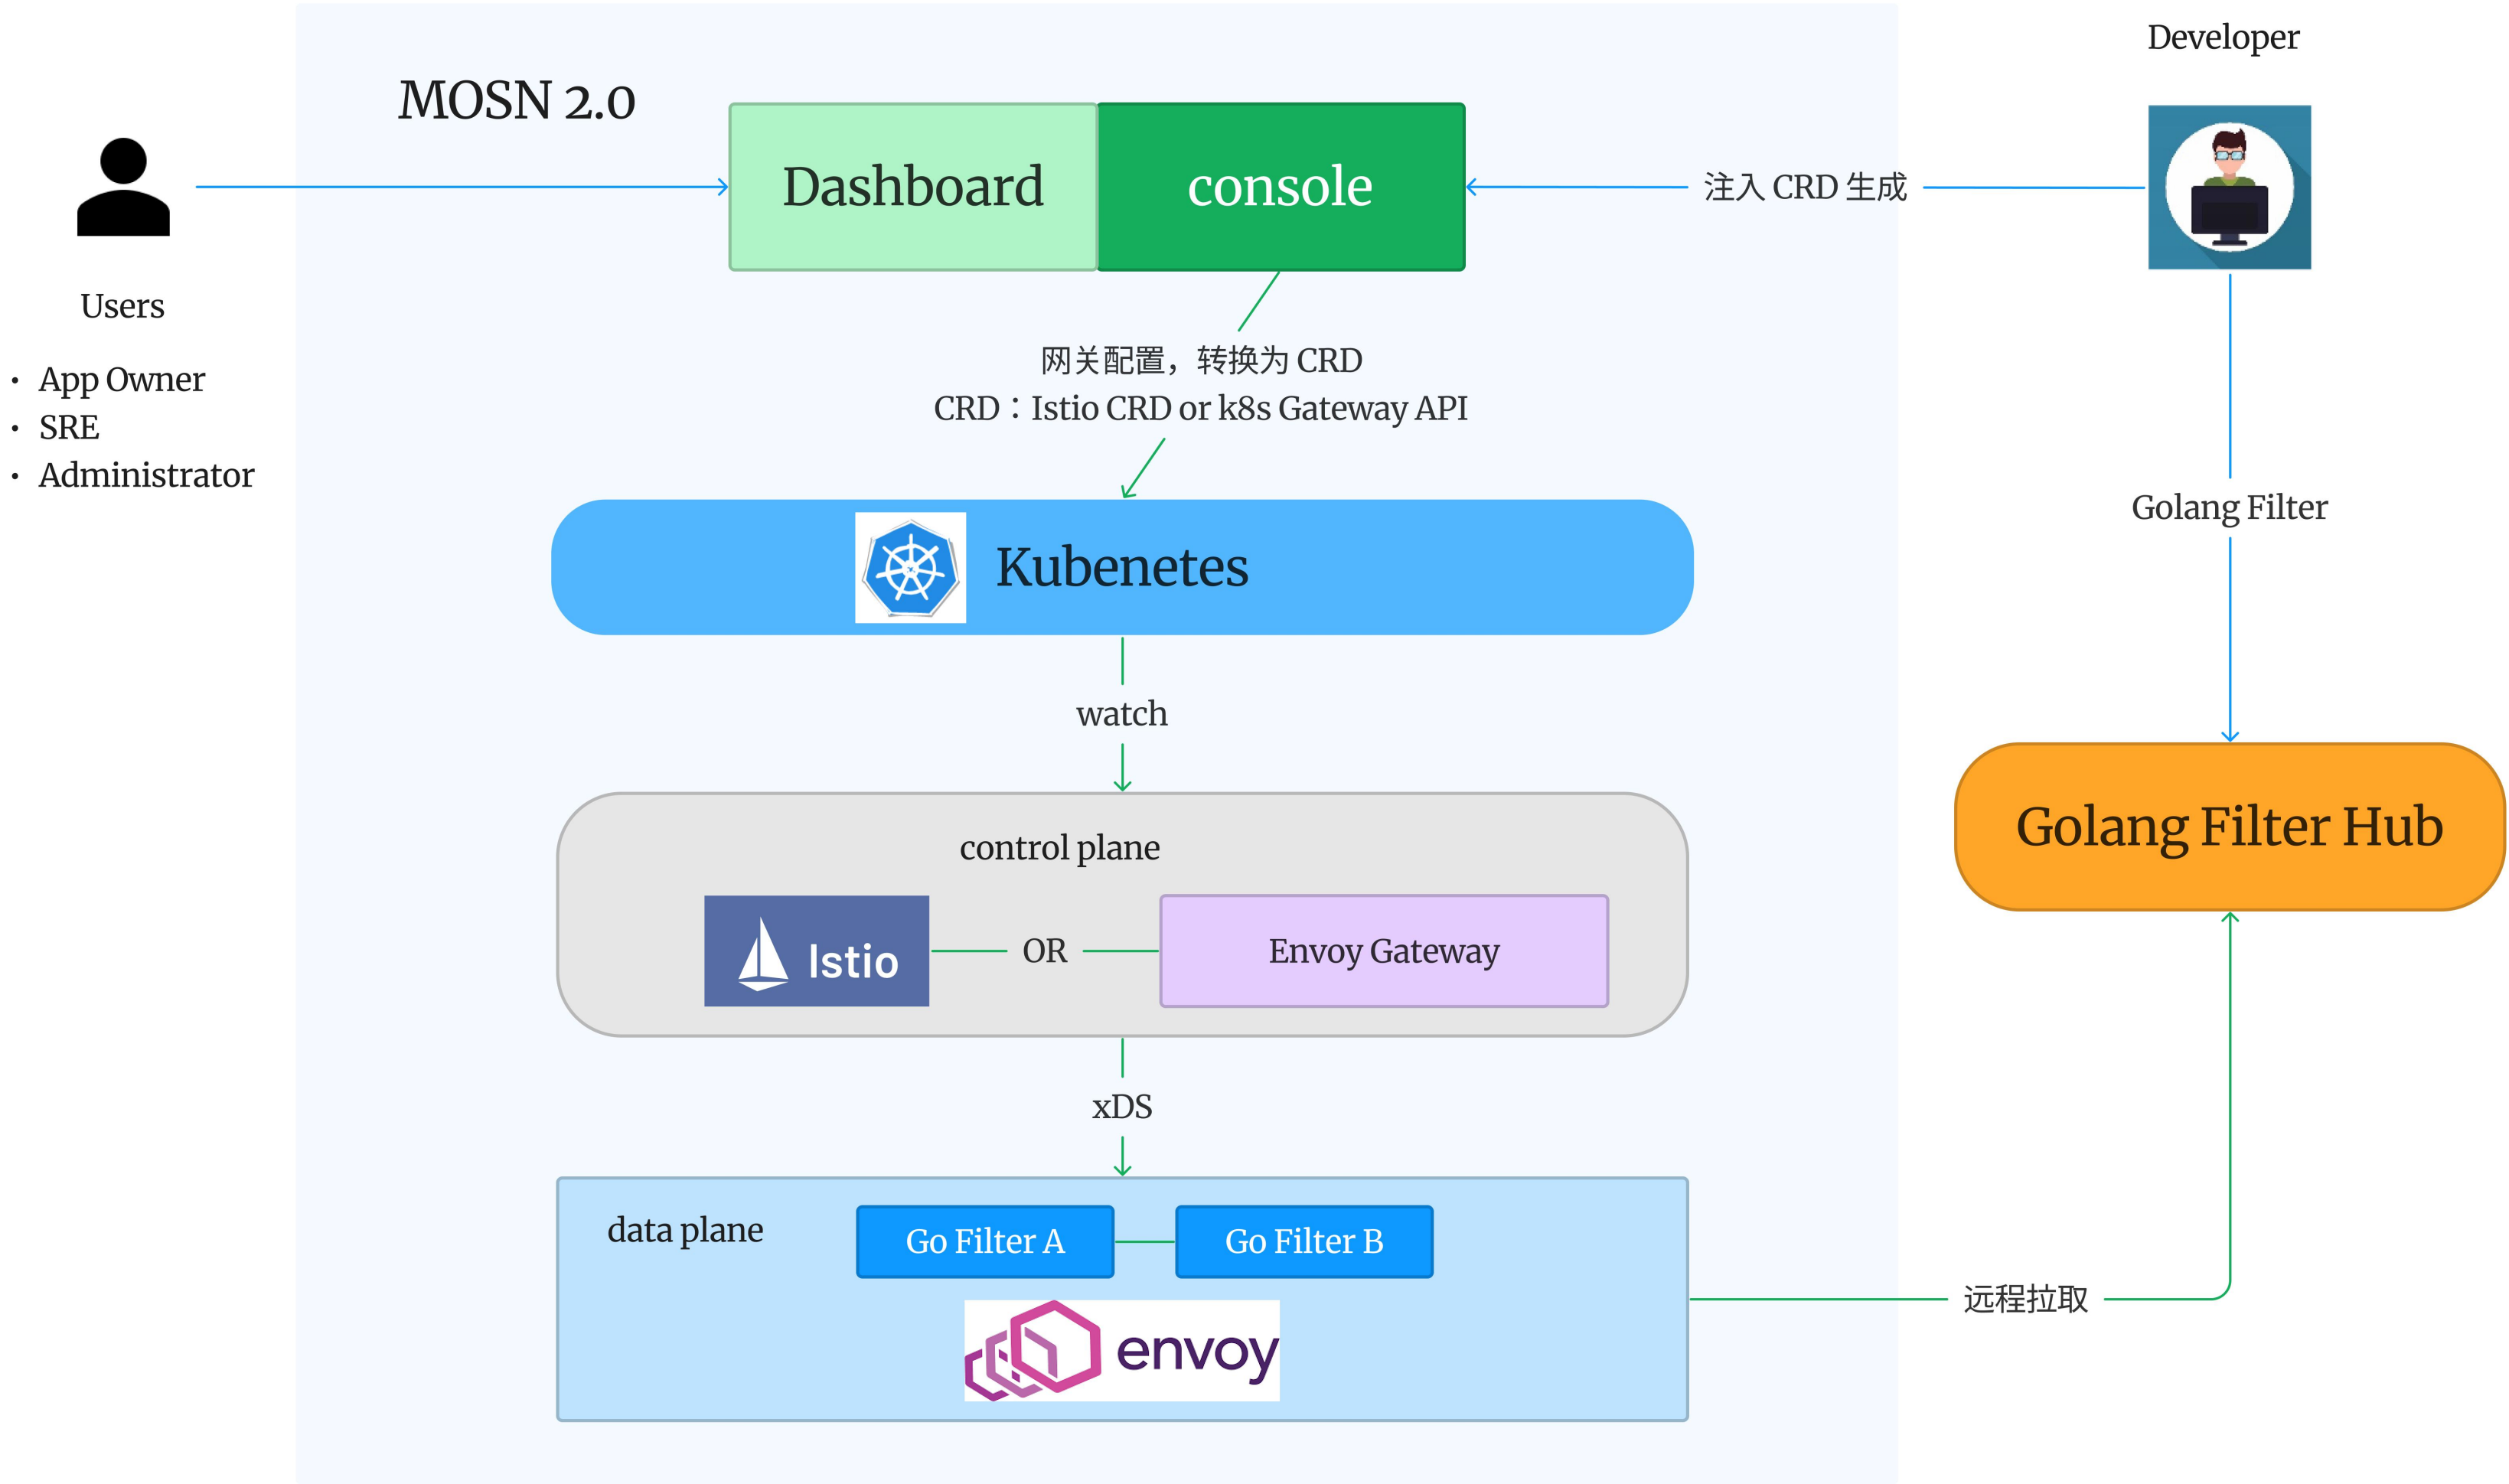 Developer
MOSN 2.0
Dashboard
console
注入 CRD 生成
Users
• App Owner
• SRE
• Administrator
网关配置，转换为 CRD
CRD：Istio CRD or k8s Gateway API
Golang Filter
Kubenetes
watch
Golang Filter Hub
control plane
Istio
OR
Envoy Gateway
xDS
data plane
Go Filter A
Go Filter B
远程拉取
envoy